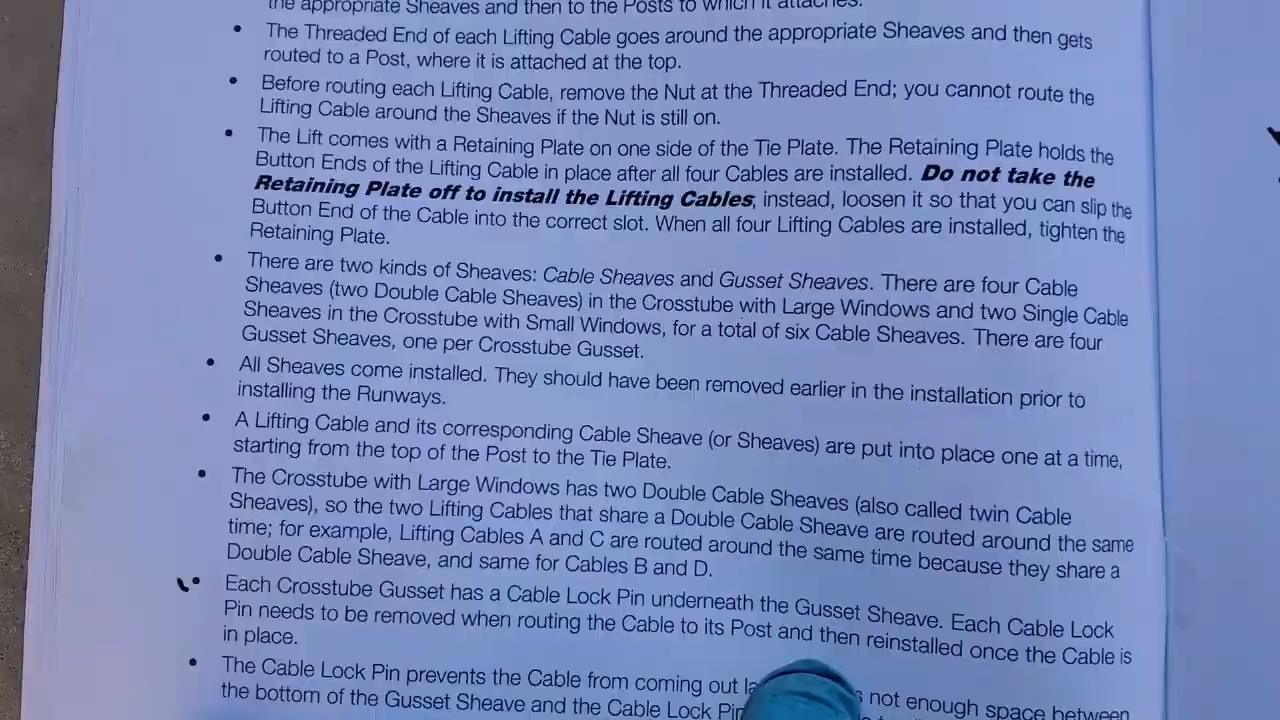 the appropriate Sheaves and then to the Posts to which it attaches.
• The Threaded End of each Lifting Cable goes around the appropriate Sheaves and then gets
routed to a Post, where it is attached at the top.
• Before routing each Lifting Cable, remove the Nut at the Threaded End; you cannot route the
Lifting Cable around the Sheaves if the Nut is still on.
• The Lift comes with a Retaining Plate on one side of the Tie Plate. The Retaining Plate holds the
Button Ends of the Lifting Cable in place after all four Cables are installed. Do not take the
Retaining Plate off to install the Lifting Cables, instead, loosen it so that you can slip the
Button End of the Cable into the correct slot. When all four Lifting Cables are installed, tighten the
Retaining Plate.
• There are two kinds of Sheaves: Cable Sheaves and Gusset Sheaves. There are four Cable
Sheaves (two Double Cable Sheaves) in the Crosstube with Large Windows and two Single Cable
Sheaves in the Crosstube with Small Windows, for a total of six Cable Sheaves. There are four
Gusset Sheaves, one per Crosstube Gusset.
• All Sheaves come installed. They should have been removed earlier in the installation prior to
installing the Runways.
• A Lifting Cable and its corresponding Cable Sheave (or Sheaves) are put into place one at a time,
starting from the top of the Post to the Tie Plate.
• The Crosstube with Large Windows has two Double Cable Sheaves (also called twin Cable
Sheaves), so the two Lifting Cables that share a Double Cable Sheave are routed around the same
time; for example, Lifting Cables A and C are routed around the same time because they share a
Double Cable Sheave, and same for Cables B and D.
• Each Crosstube Gusset has a Cable Lock Pin underneath the Gusset Sheave. Each Cable Lock
Pin needs to be removed when routing the Cable to its Post and then reinstalled once the Cable is
in place.
• The Cable Lock Pin prevents the Cable from coming out not enough space between
the bottom of the Gusset Sheave and the Cable Lock Pin